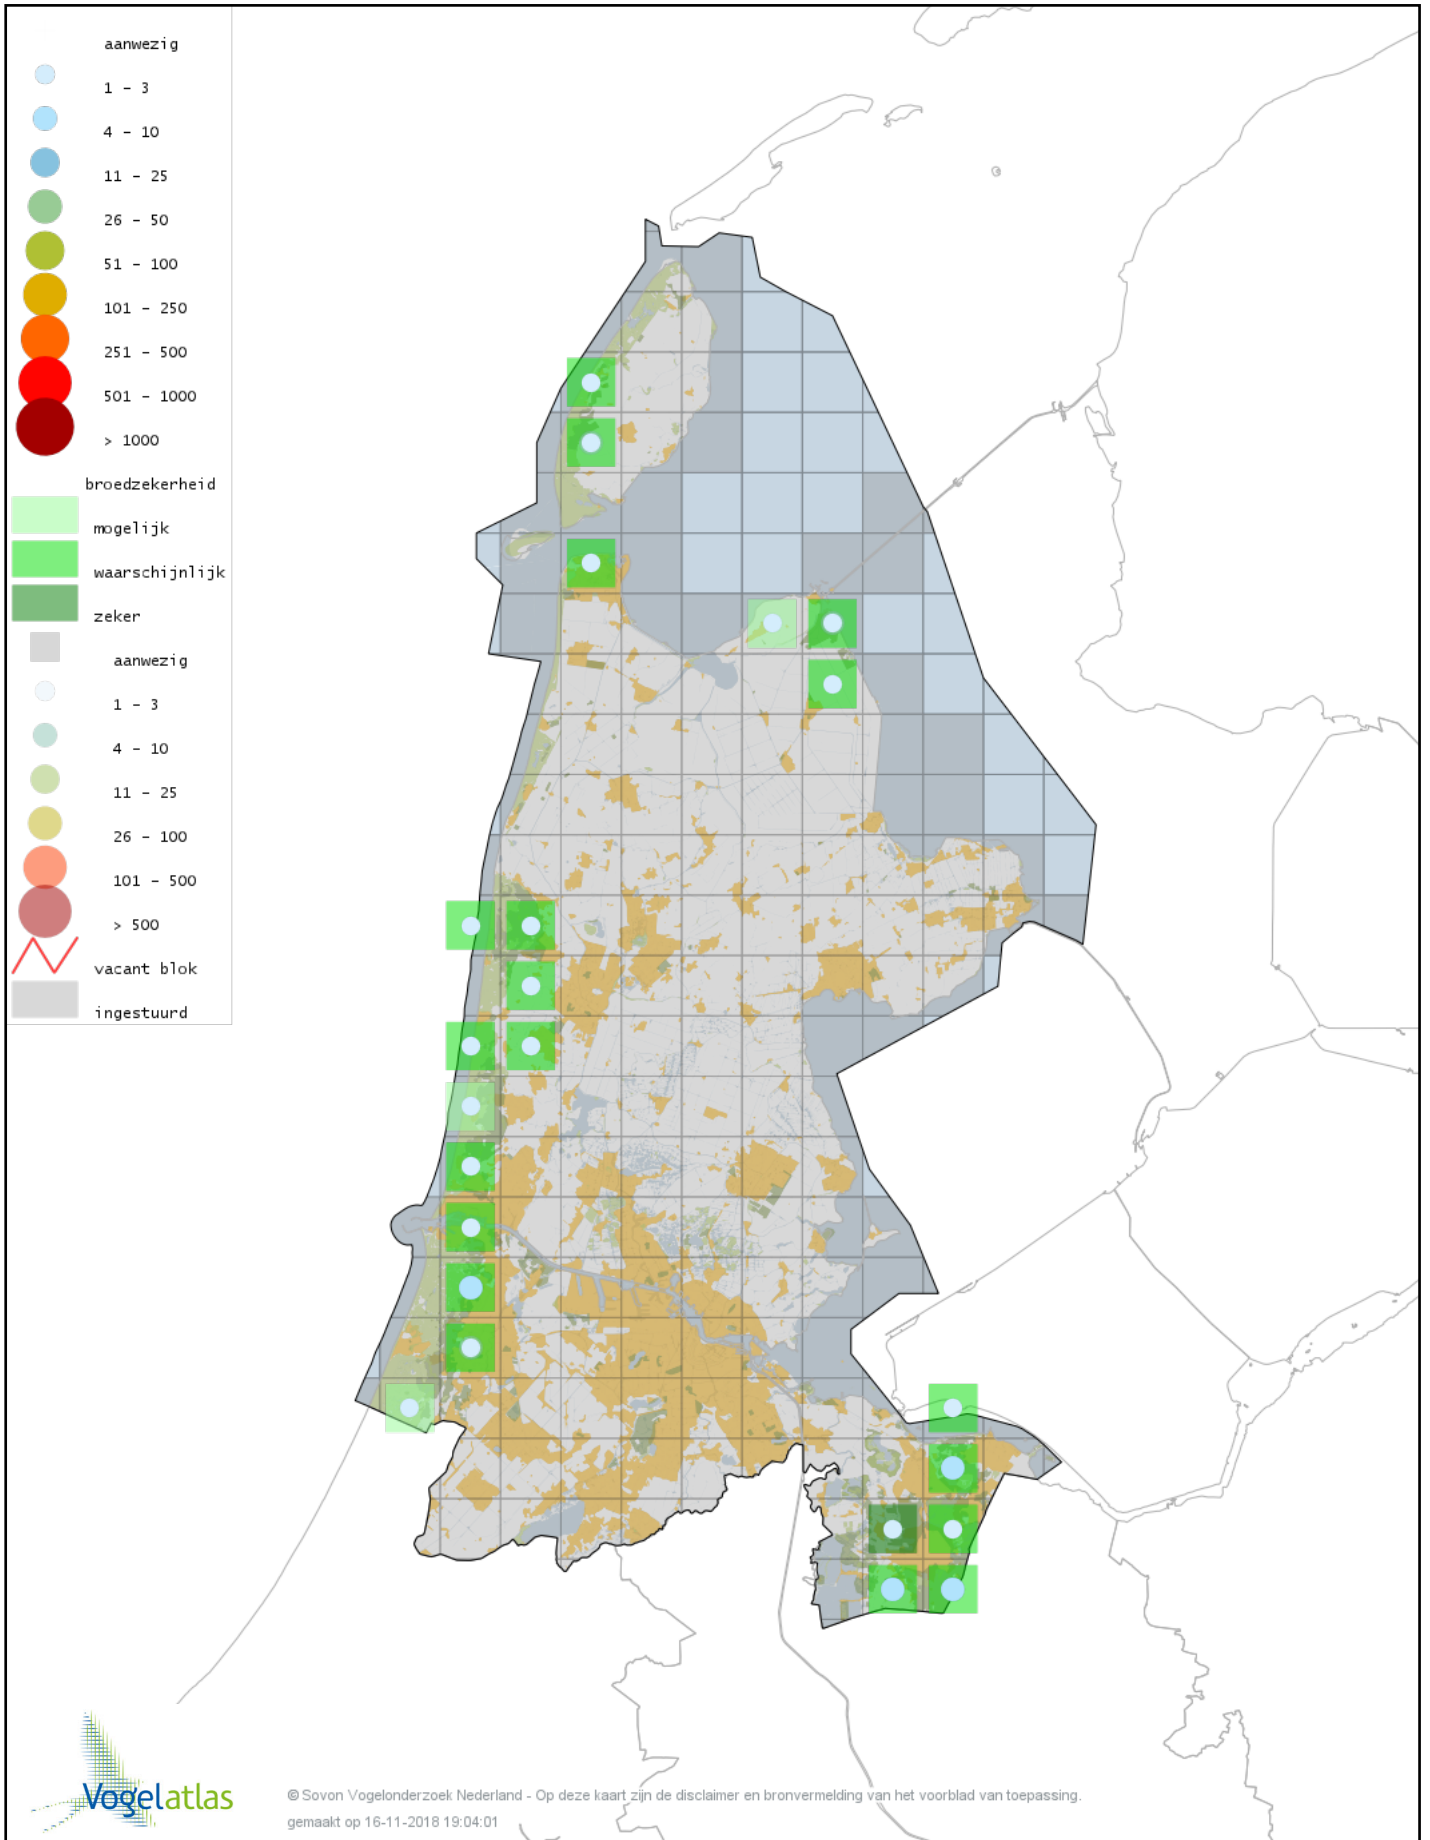 aanwezig
1 - 3
4 - 10
11 - 25
26 - 50
51 - 100
101 - 250
251 - 500
501 - 1000
> 1000
broedzekerheid
mogelijk
waarschijnlijk
zeker
aanwezig
1 - 3
4 - 10
11 - 25
26 - 100
101 - 500
> 500
vacant blok
ingestuurd
Vogelatlas
© Sovon Vogelonderzoek Nederland - Op deze kaart zijn de disclaimer en bronvermelding van het voorblad van toepassing.
gemaakt op 16-11-2018 19:04:01